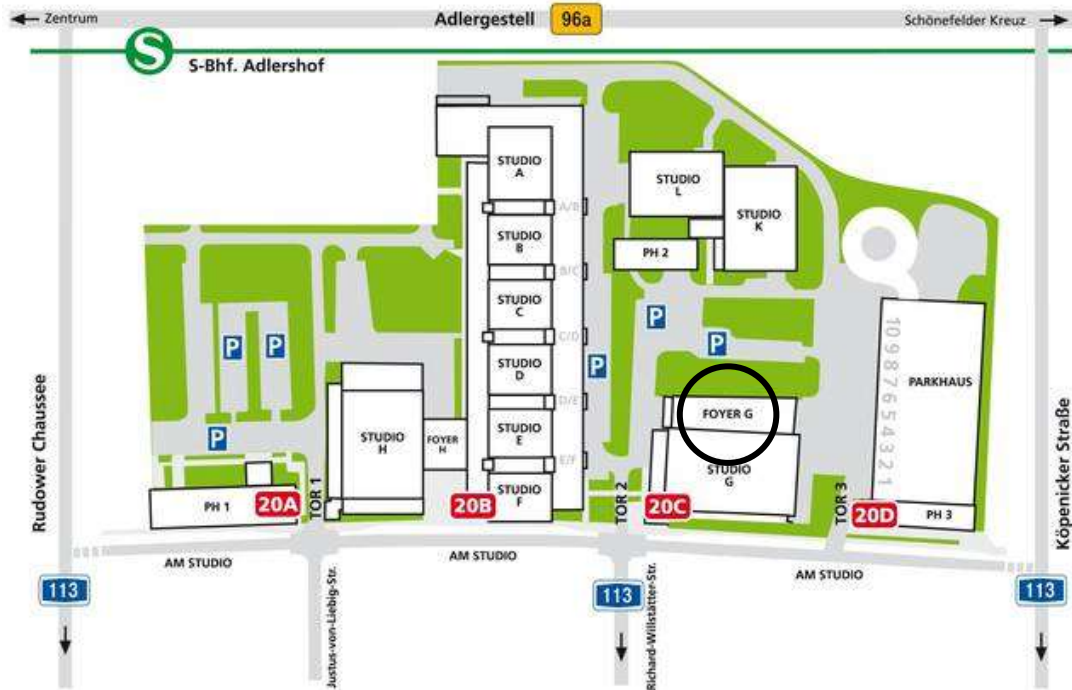 Zentrum
Adlergestell
96a
Schönefelder Kreuz
S
S-Bhf. Adlershof
STUDIO
A
A/B
STUDIO
B
B/C
STUDIO
C
C/D
STUDIO
D
D/E
STUDIO
E
E/F
STUDIO
F
STUDIO
L
STUDIO
K
PH 2
P
P
P
P
P
P
FOYER G
STUDIO
G
PARKHAUS
10 9 8 7 6 5 4 3 2 1
STUDIO
H
FOYER
H
PH 1
20A
TOR 1
20B
TOR 2
20C
TOR 3
20D
PH 3
Rudower Chaussee
Köpenicker Straße
AM STUDIO
AM STUDIO
AM STUDIO
113
Justus-von-Liebig-Str.
113
Richard-Willstätter-Str.
113